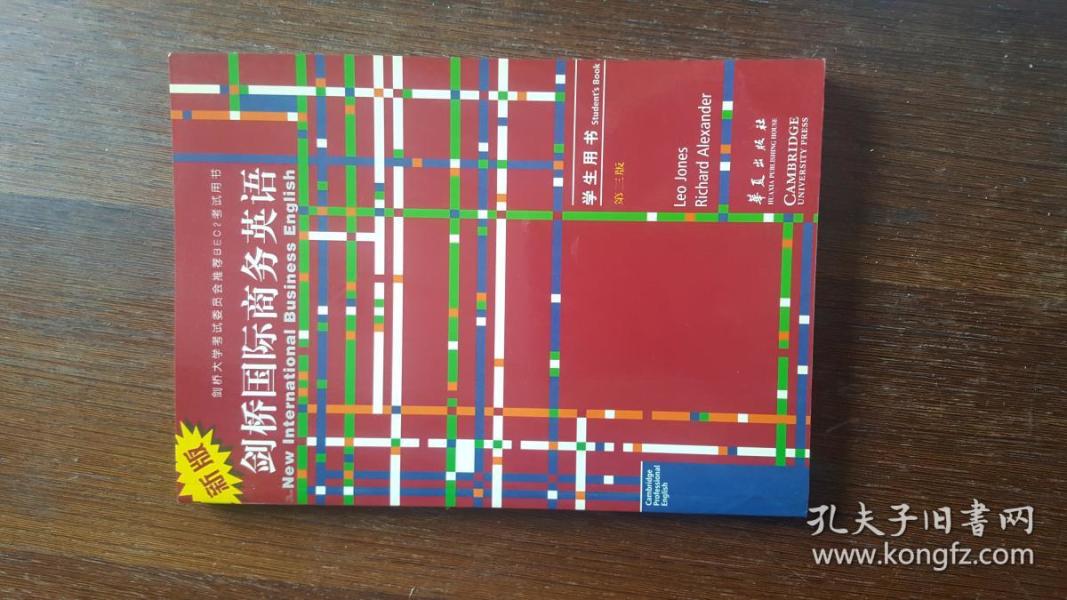 剑桥大学考试委员会推荐BEC2考试用书
新版
剑桥国际商务英语
New International Business English
学生用书 Student's Book
第三版
Leo Jones
Richard Alexander
华夏出版社
HUAXIA PUBLISHING HOUSE
CAMBRIDGE
UNIVERSITY PRESS
Cambridge
Professional
English
孔夫子旧书网
www.kongfz.com